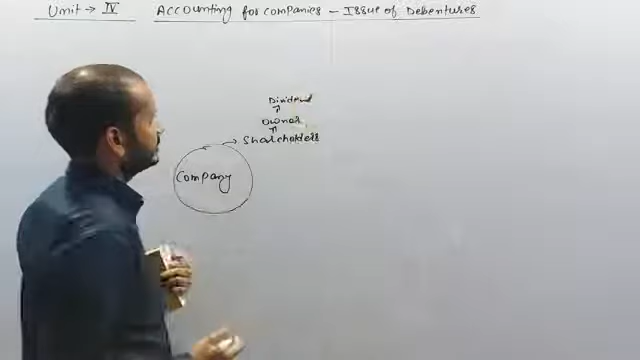 Unit → IV ACCOUNTING for COMPANIES - ISSUE OF DEBENTURES
Dividend
↑
Owner
↑
→ Shareholders
Company